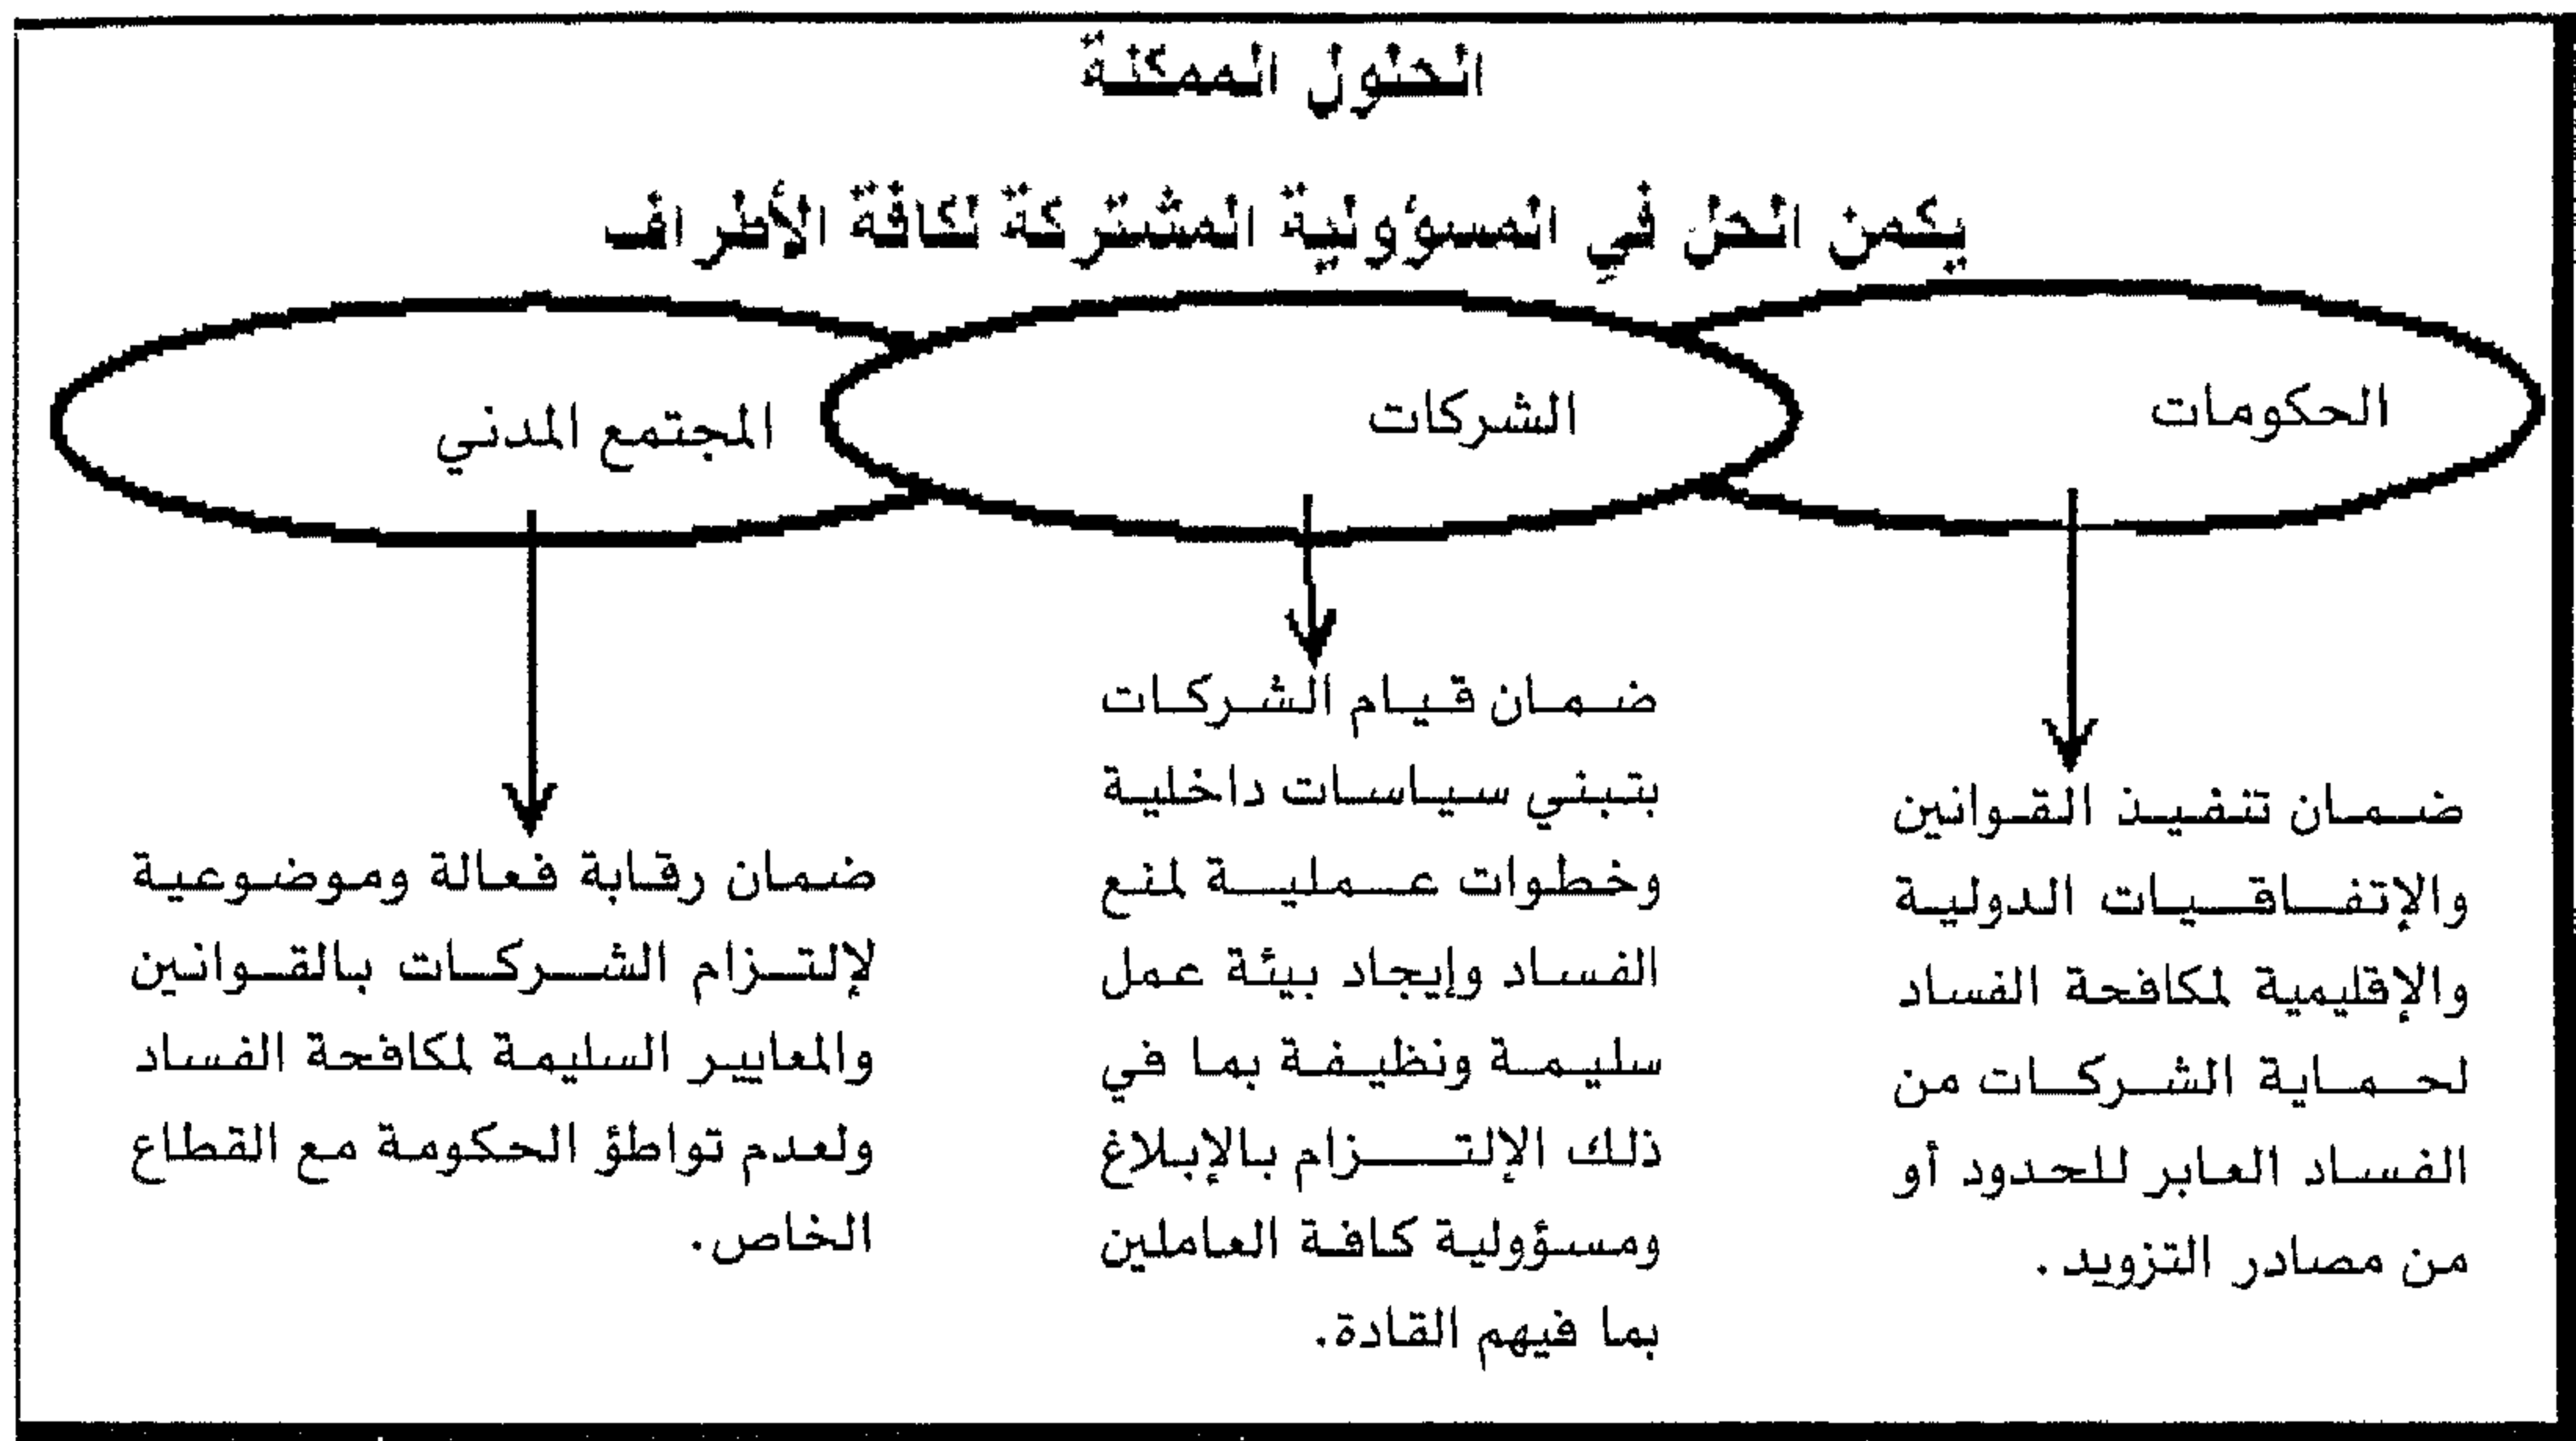 الحلول الممكنة
يكمن الحل في المسؤولية المشتركة لكافة الأطراف
الحكومات
الشركات
المجتمع المدني
ضمان تنفيذ القوانين
والإتفاقيات الدولية
والإقليمية لمكافحة الفساد
لحماية الشركات من
الفساد العابر للحدود أو
من مصادر التزويد.
ضمان قيام الشركات
بتبني سياسات داخلية
وخطوات عملية لمنع
الفساد وإيجاد بيئة عمل
سليمة ونظيفة بما في
ذلك الإلتزام بالإبلاغ
ومسؤولية كافة العاملين
بما فيهم القادة.
ضمان رقابة فعالة وموضوعية
لإلتزام الشركات بالقوانين
والمعايير السليمة لمكافحة الفساد
ولعدم تواطؤ الحكومة مع القطاع
الخاص.